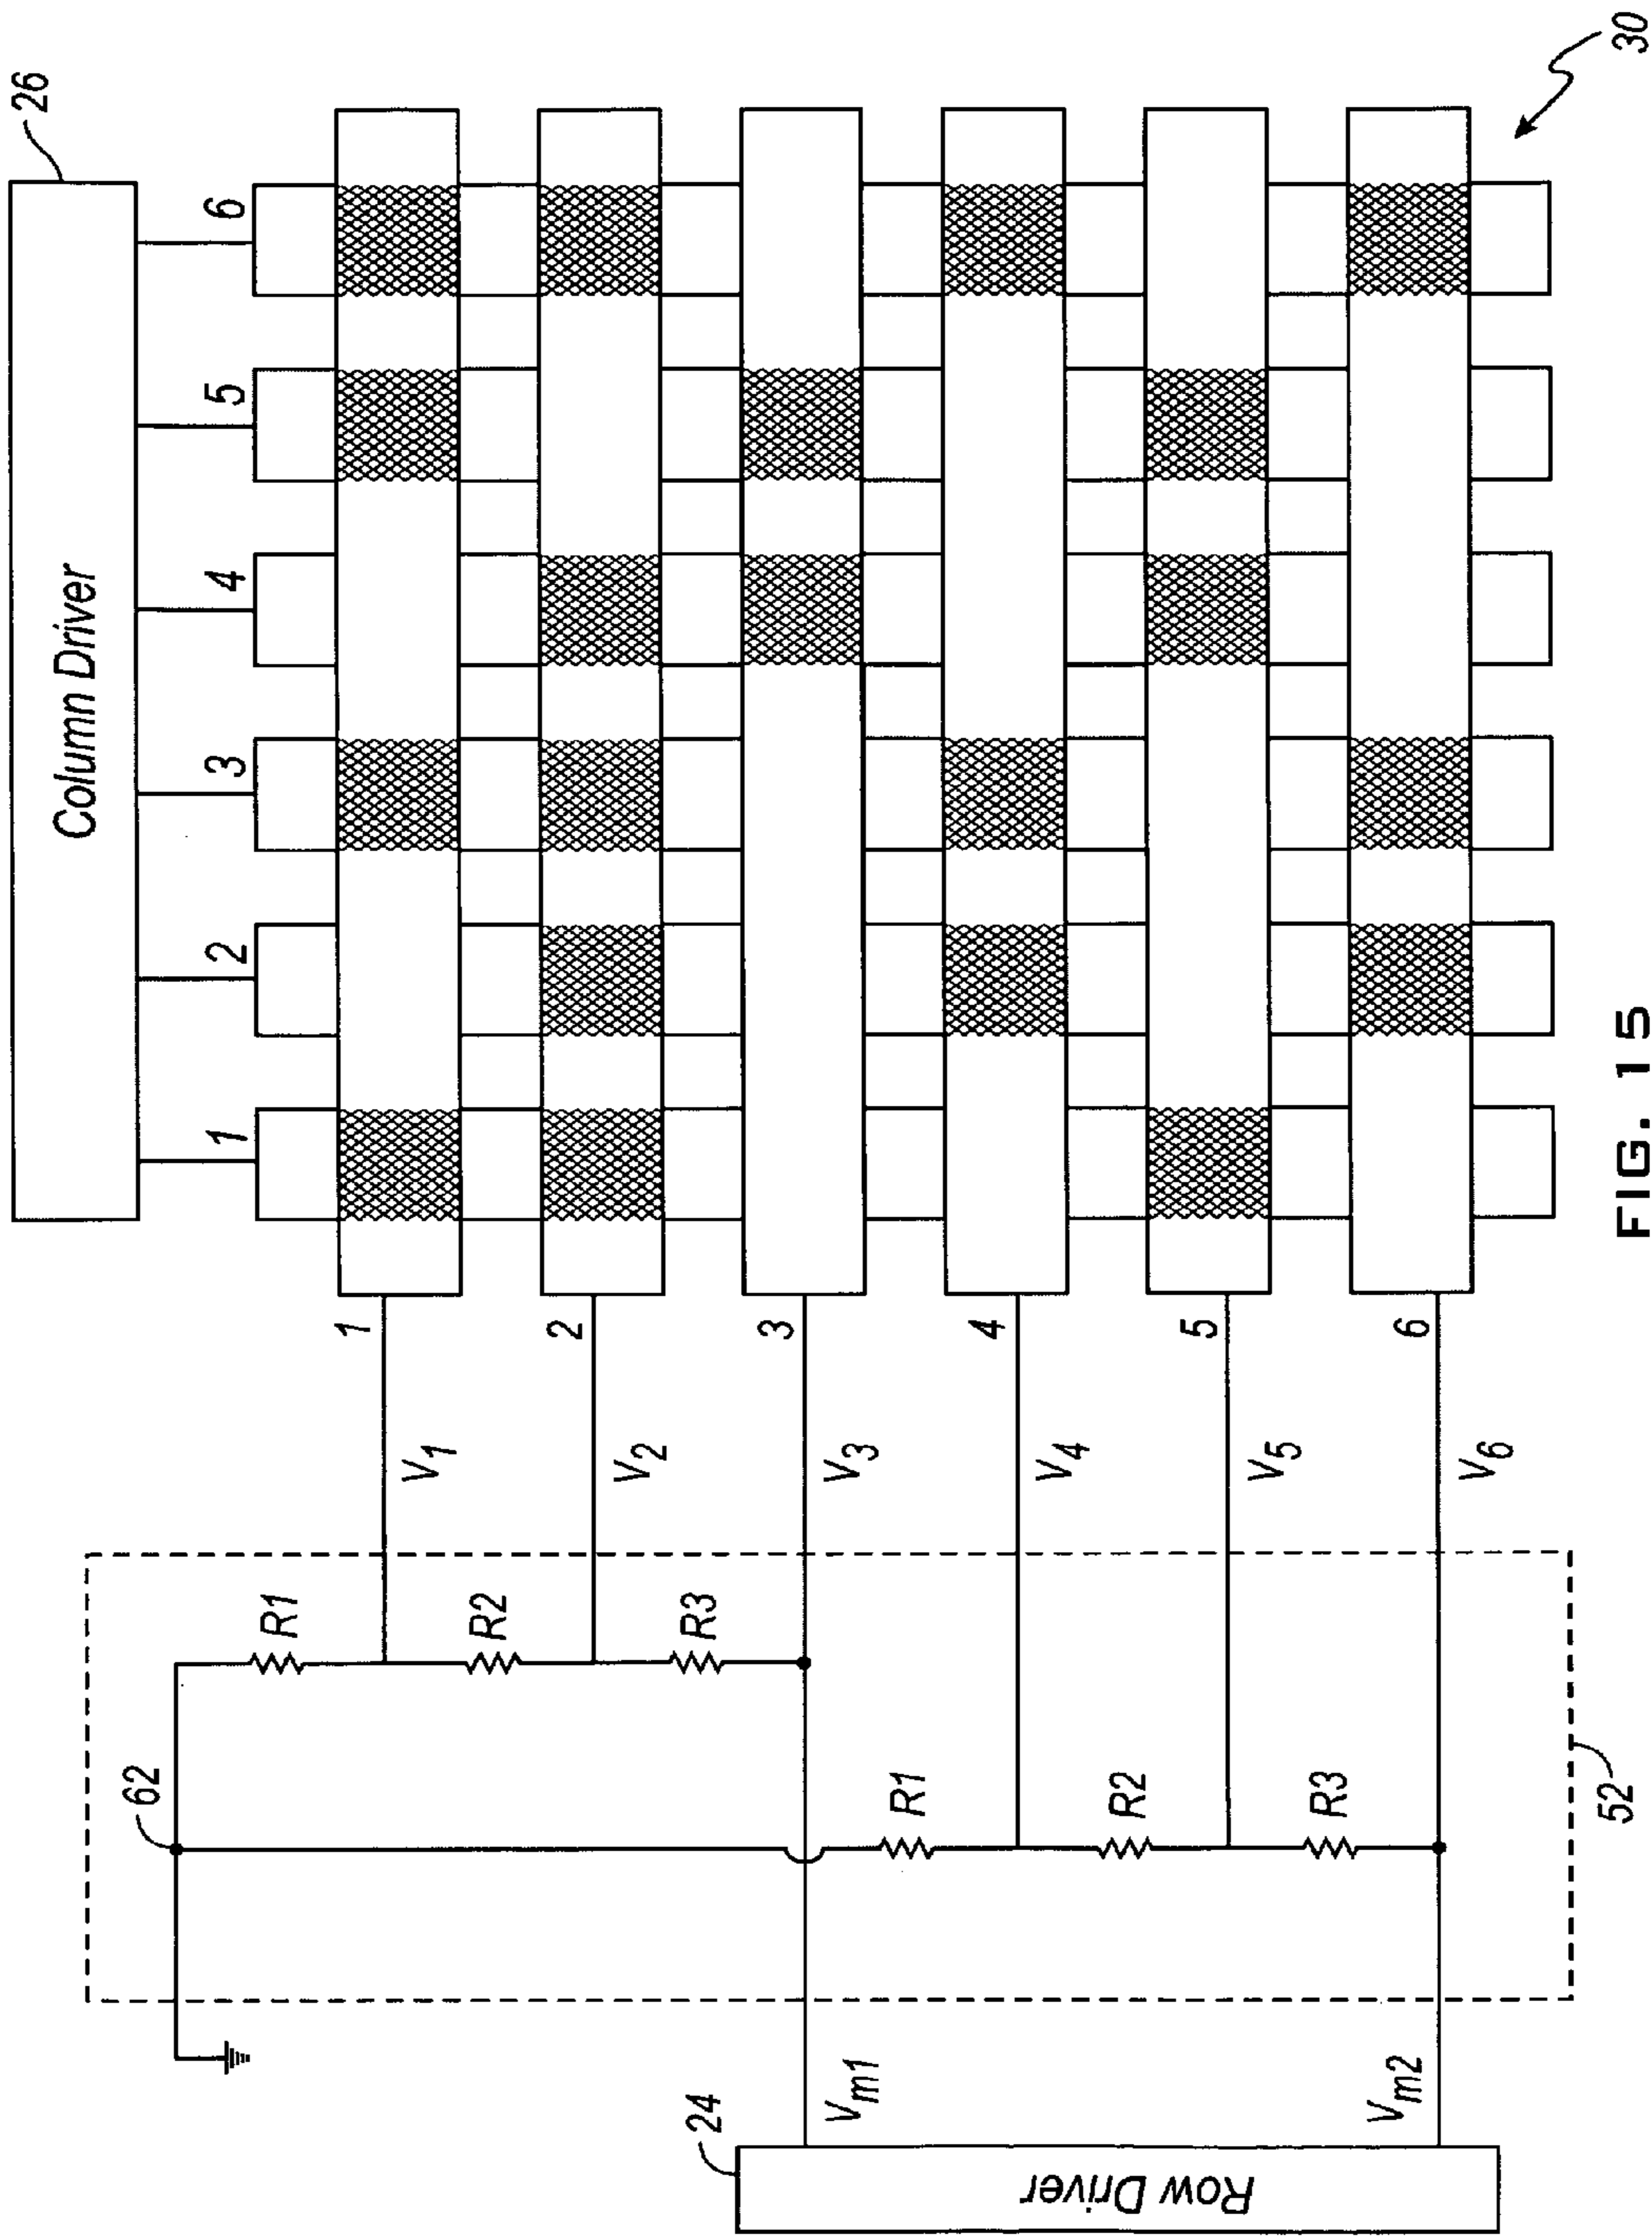 26
Column Driver
1 2 3 4 5 6
30
62
R1
R2
R3
R1
R2
R3
52
1
2
3
4
5
6
V1
V2
V3
V4
V5
V6
24
Row Driver
Vm1
Vm2
FIG. 15